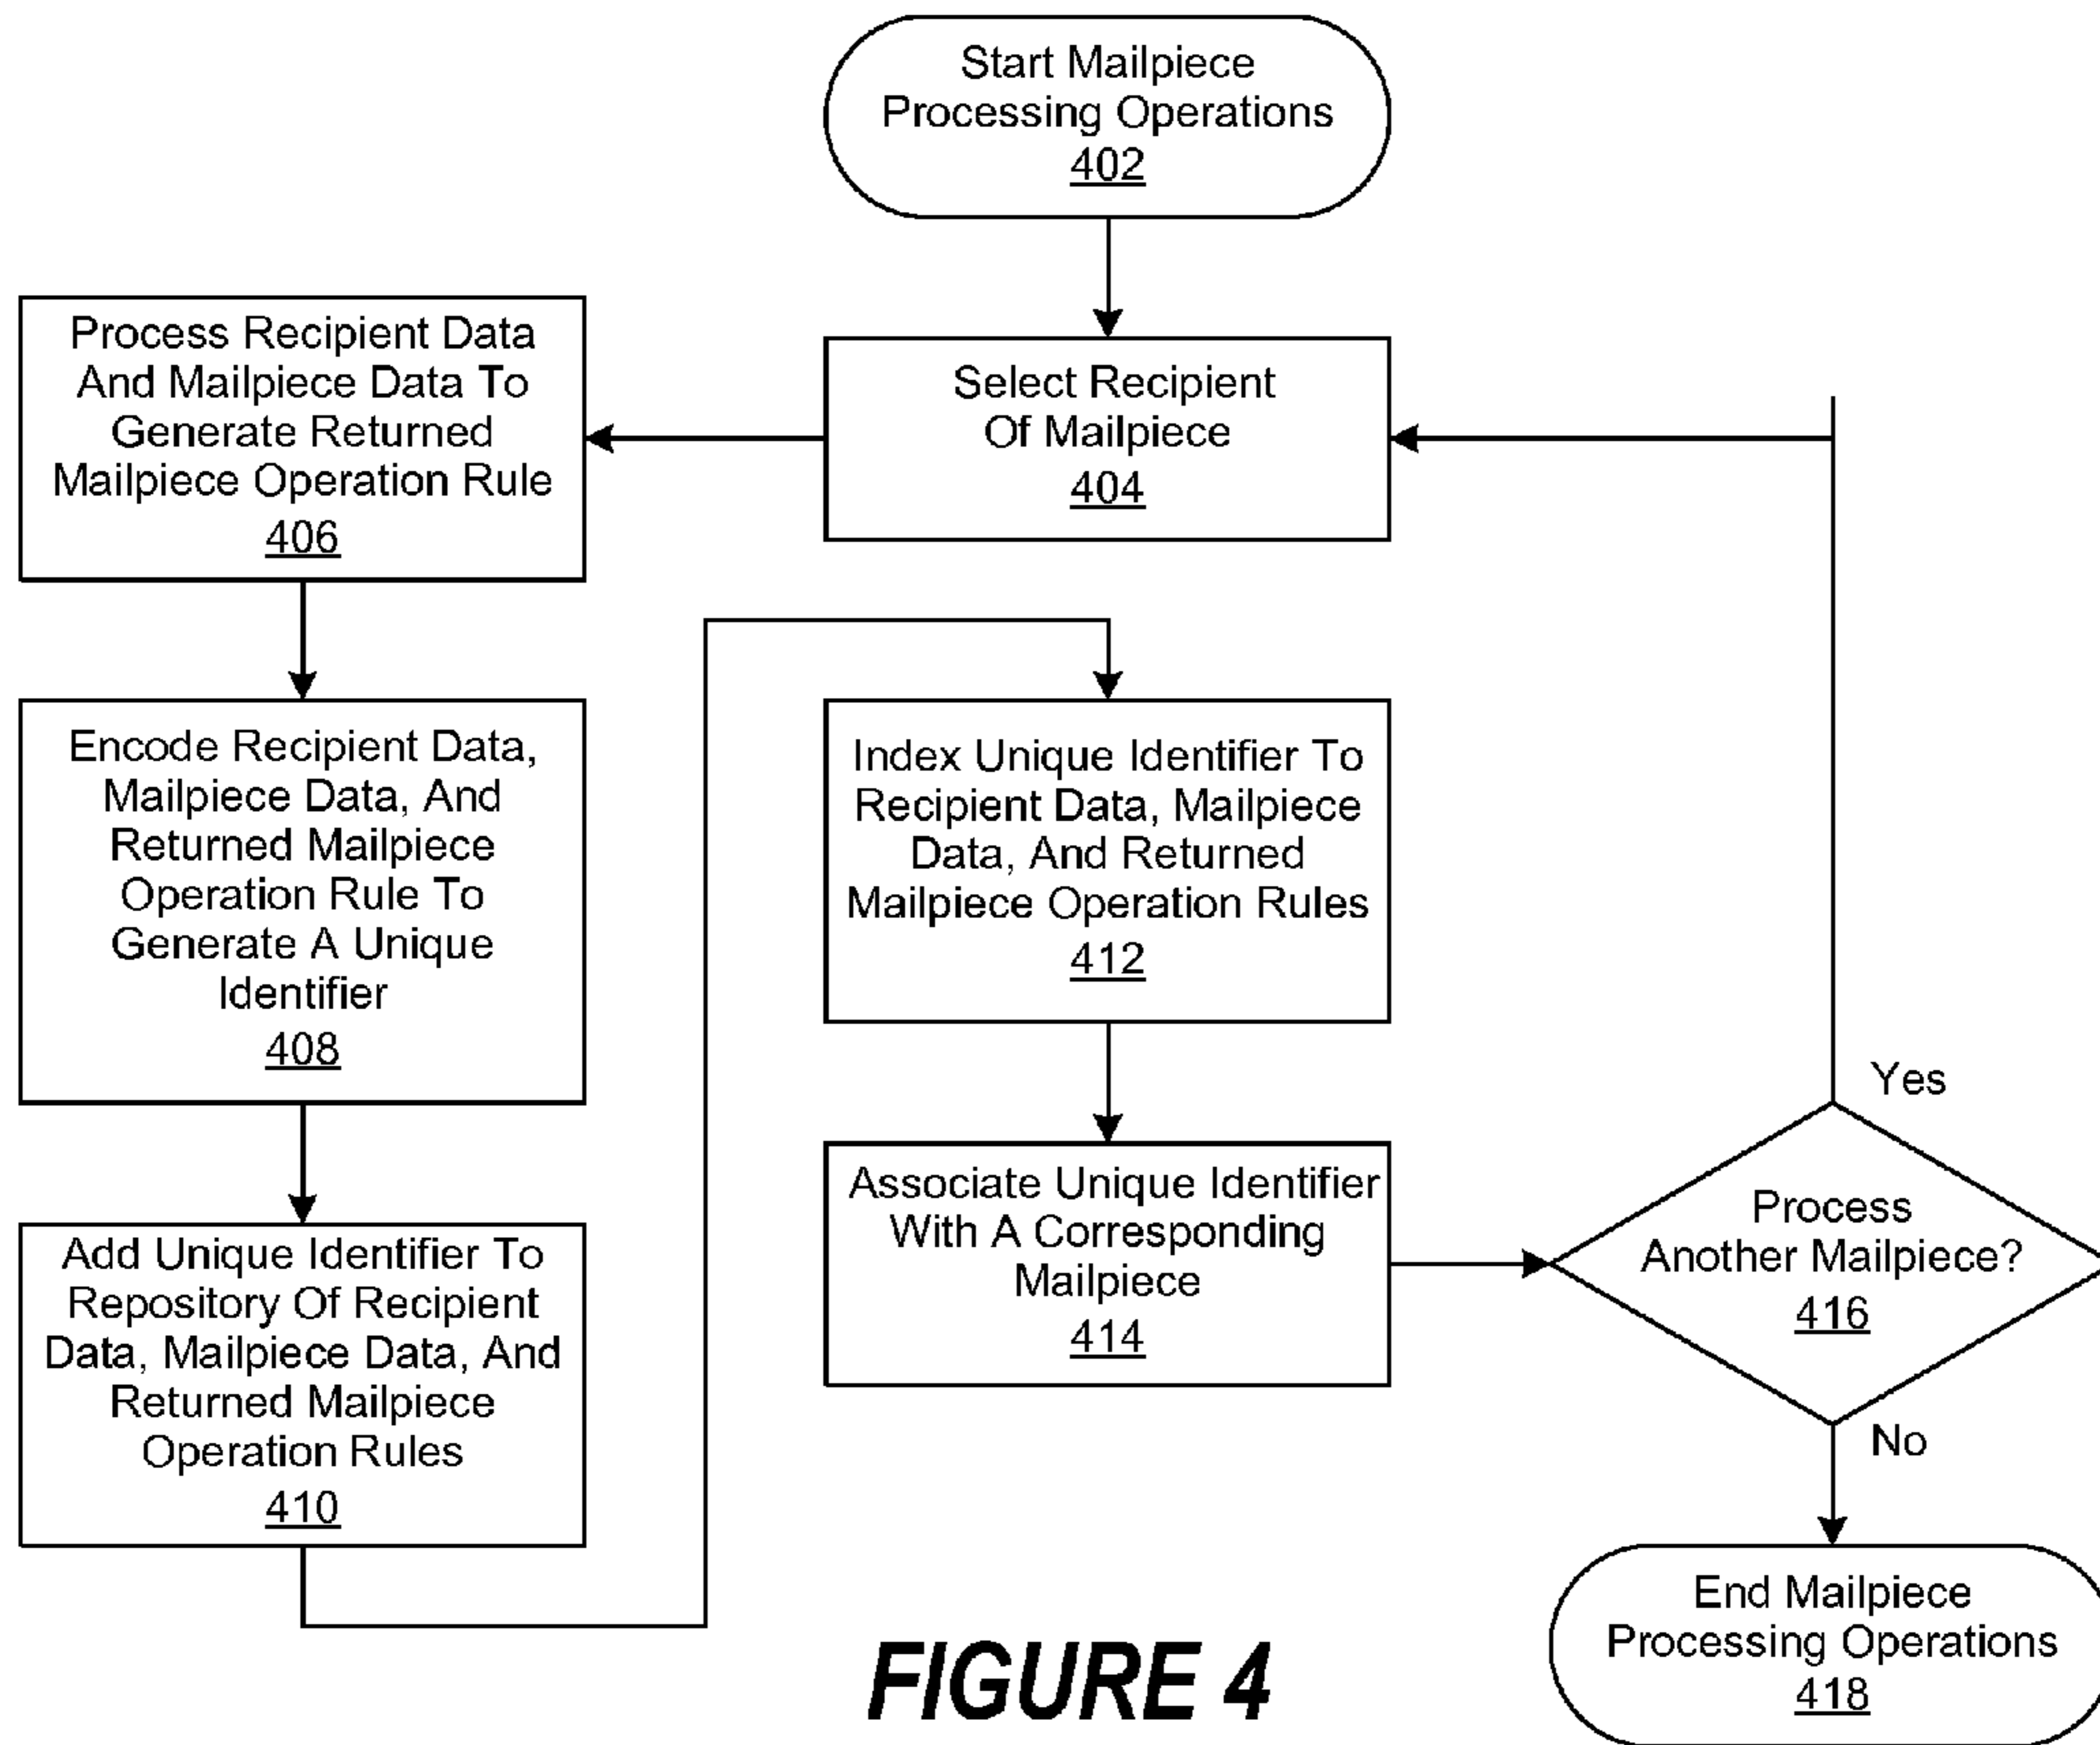 Start Mailpiece
Processing Operations
402
Select Recipient
Of Mailpiece
404
Process Recipient Data
And Mailpiece Data To
Generate Returned
Mailpiece Operation Rule
406
Encode Recipient Data,
Mailpiece Data, And
Returned Mailpiece
Operation Rule To
Generate A Unique
Identifier
408
Add Unique Identifier To
Repository Of Recipient
Data, Mailpiece Data, And
Returned Mailpiece
Operation Rules
410
Index Unique Identifier To
Recipient Data, Mailpiece
Data, And Returned
Mailpiece Operation Rules
412
Associate Unique Identifier
With A Corresponding
Mailpiece
414
Yes
Process
Another Mailpiece?
416
No
End Mailpiece
Processing Operations
418
FIGURE 4